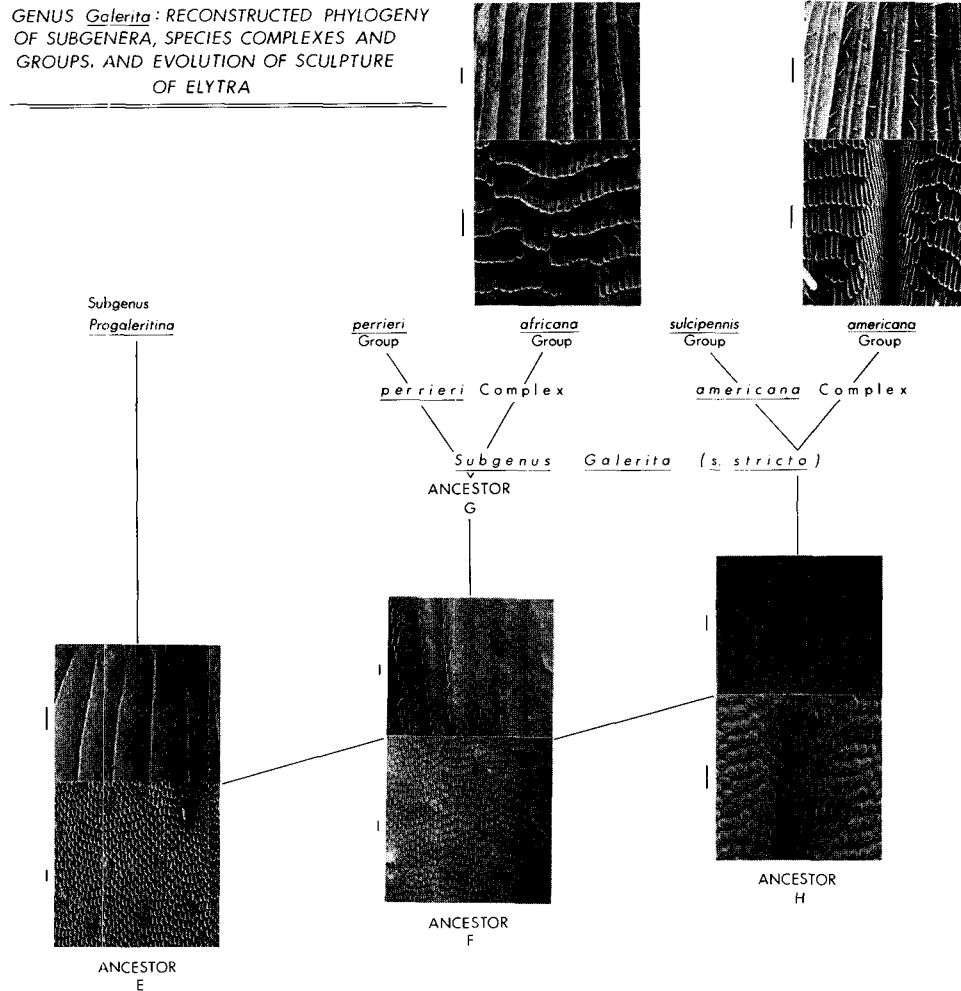 GENUS Galerita: RECONSTRUCTED PHYLOGENY
OF SUBGENERA, SPECIES COMPLEXES AND
GROUPS. AND EVOLUTION OF SCULPTURE
OF ELYTRA
Subgenus
Progaleritina
perrieri
Group
africana
Group
sulcipennis
Group
americana
Group
perrieri Complex
americana Complex
Subgenus Galerita (s. stricto)
ANCESTOR
G
ANCESTOR
H
ANCESTOR
F
ANCESTOR
E